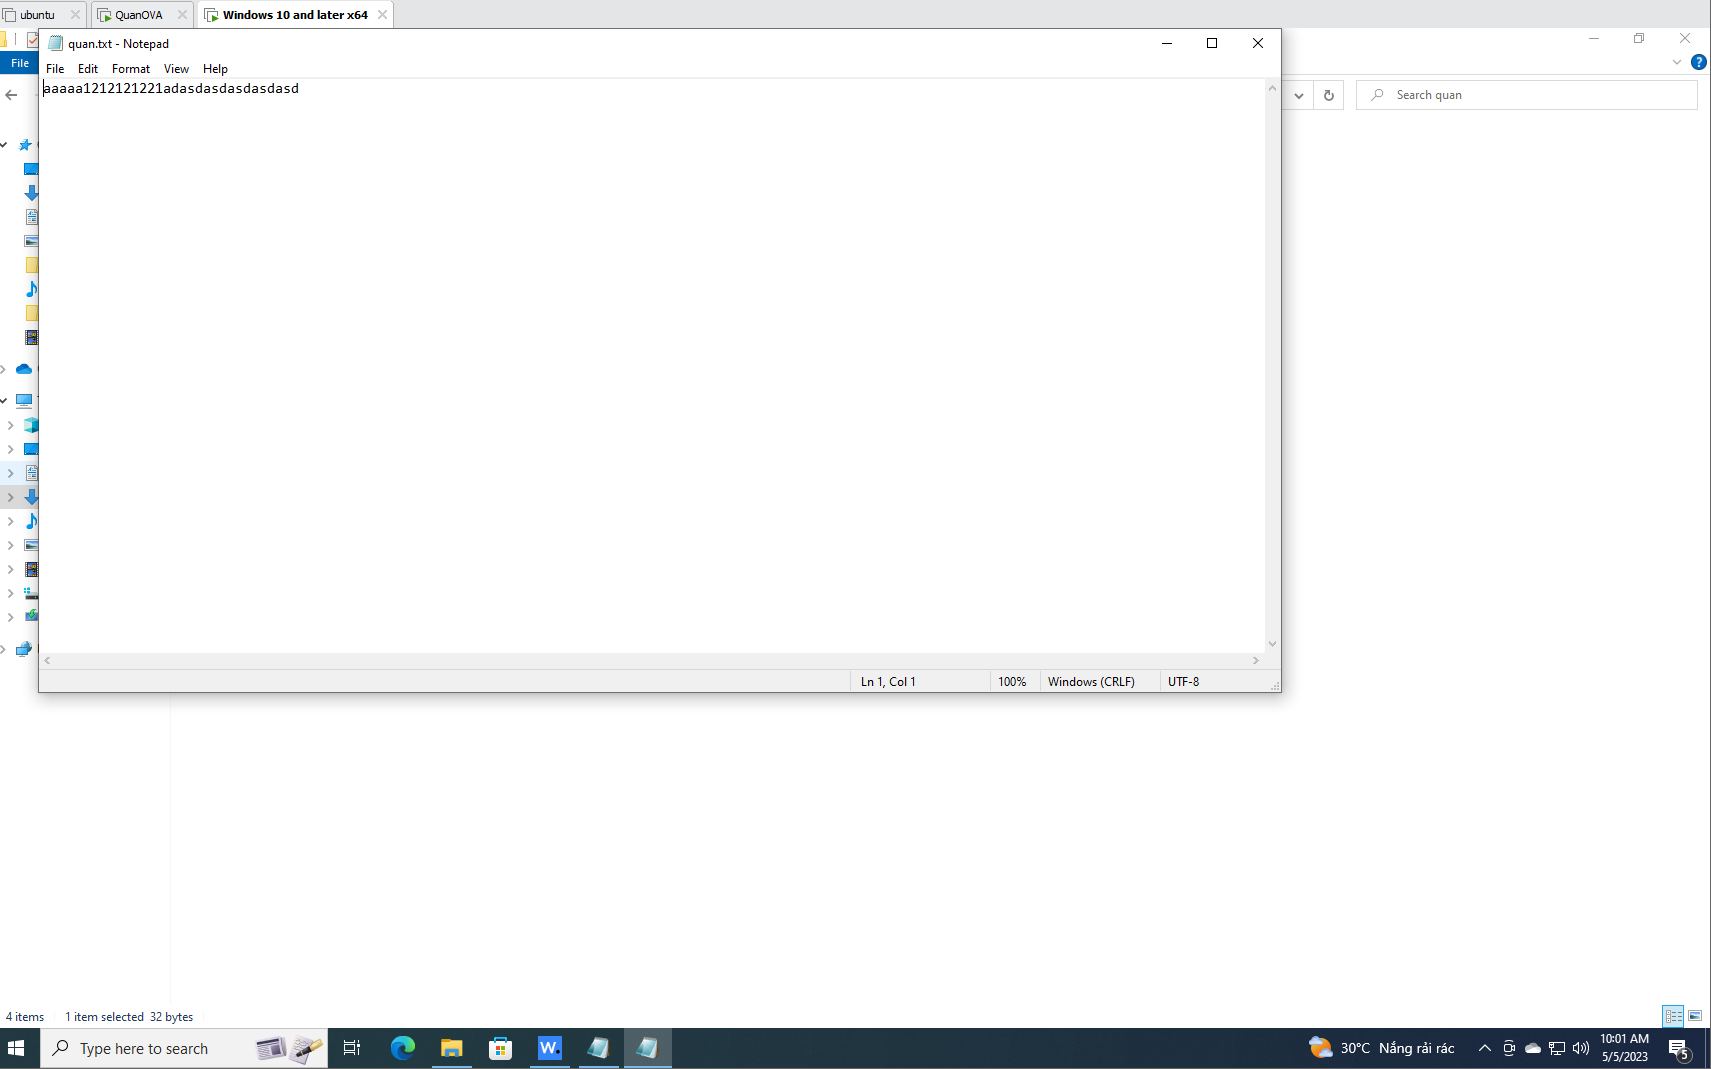 ubuntu
QuanOVA
Windows 10 and later x64
quan.txt - Notepad
File
File Edit Format View Help
aaaaa1212121221adasdasdasdasdasd
Search quan
Ln 1, Col 1
100%
Windows (CRLF)
UTF-8
4 items
1 item selected 32 bytes
Type here to search
W.
30°C Nắng rải rác
10:01 AM
5/5/2023
5